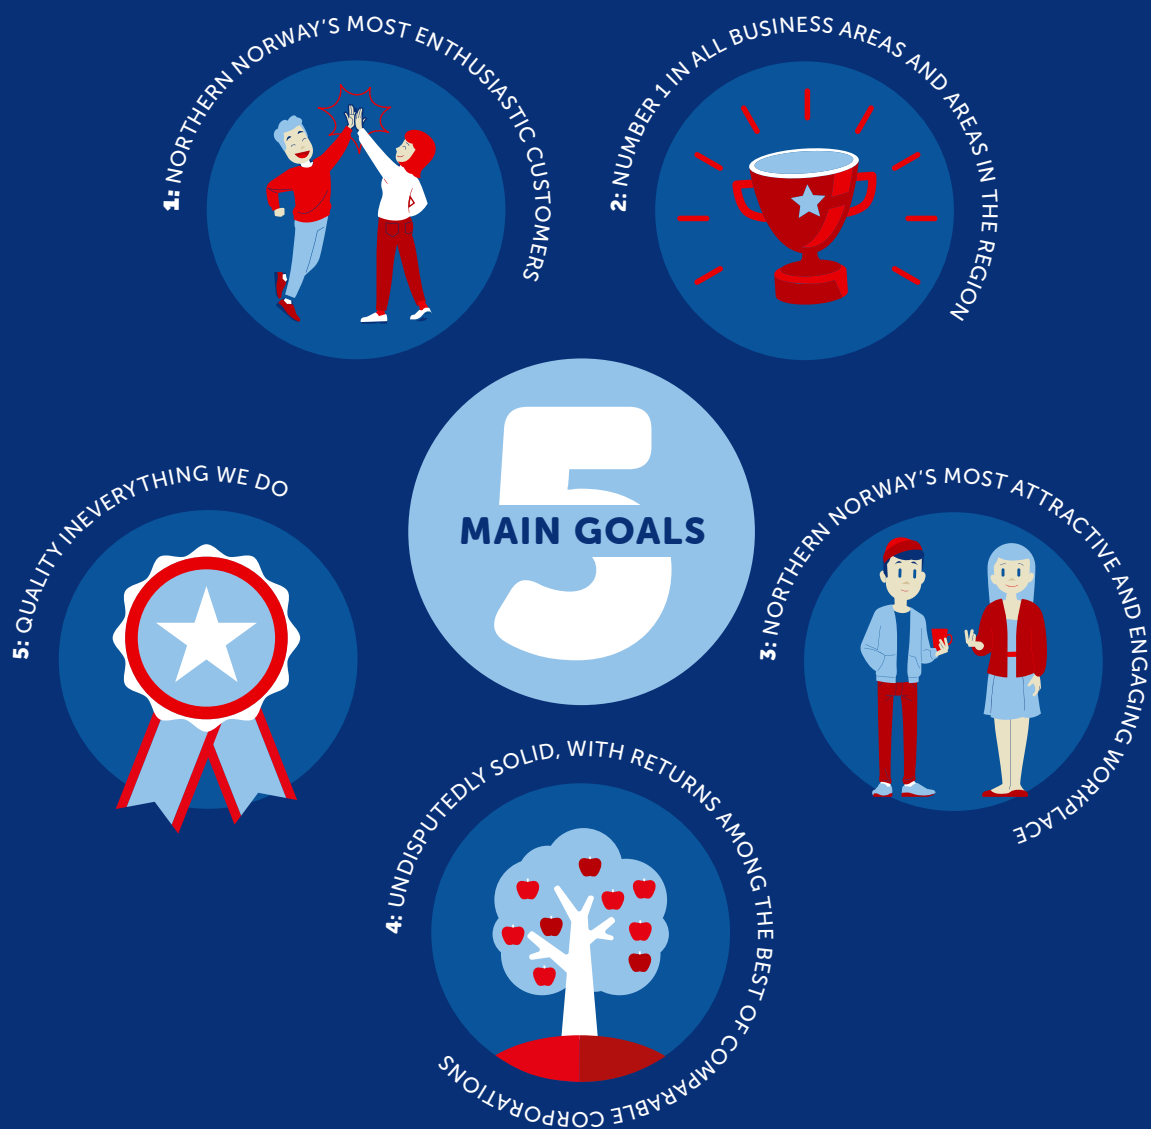 1: NORTHERN NORWAY'S MOST ENTHUSIASTIC CUSTOMERS
2: NUMBER 1 IN ALL BUSINESS AREAS AND AREAS IN THE REGION
5
MAIN GOALS
3: NORTHERN NORWAY'S MOST ATTRACTIVE AND ENGAGING WORKPLACE
4: UNDISPUTEDLY SOLID, WITH RETURNS AMONG THE BEST OF COMPARABLE CORPORATIONS
5: QUALITY INEVERYTHING WE DO